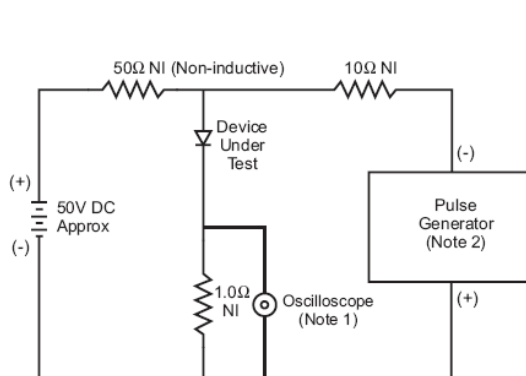 50Ω NI (Non-inductive)
10Ω NI
Device
Under
Test
(-)
(+)
50V DC
Approx
(-)
Pulse
Generator
(Note 2)
1.0Ω
NI
Oscilloscope
(Note 1)
(+)